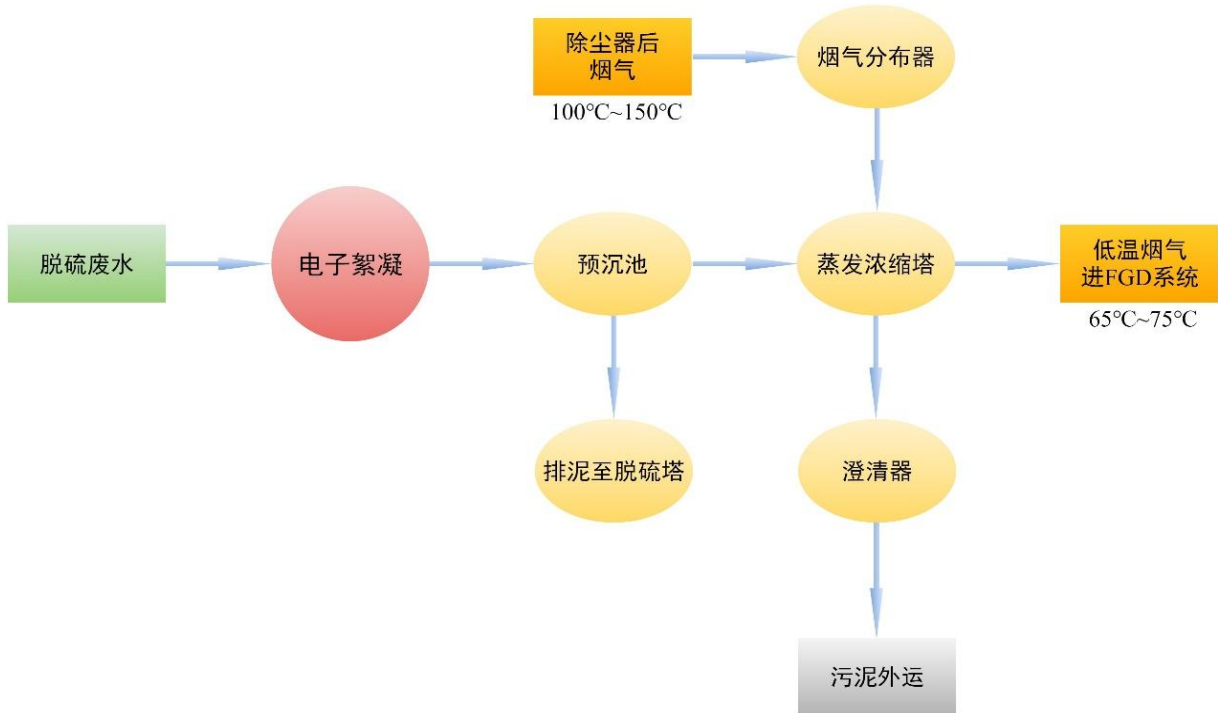 除尘器后
烟气
100℃~150℃
烟气分布器
脱硫废水
电子絮凝
预沉池
蒸发浓缩塔
低温烟气
进FGD系统
65℃~75℃
排泥至脱硫塔
澄清器
污泥外运